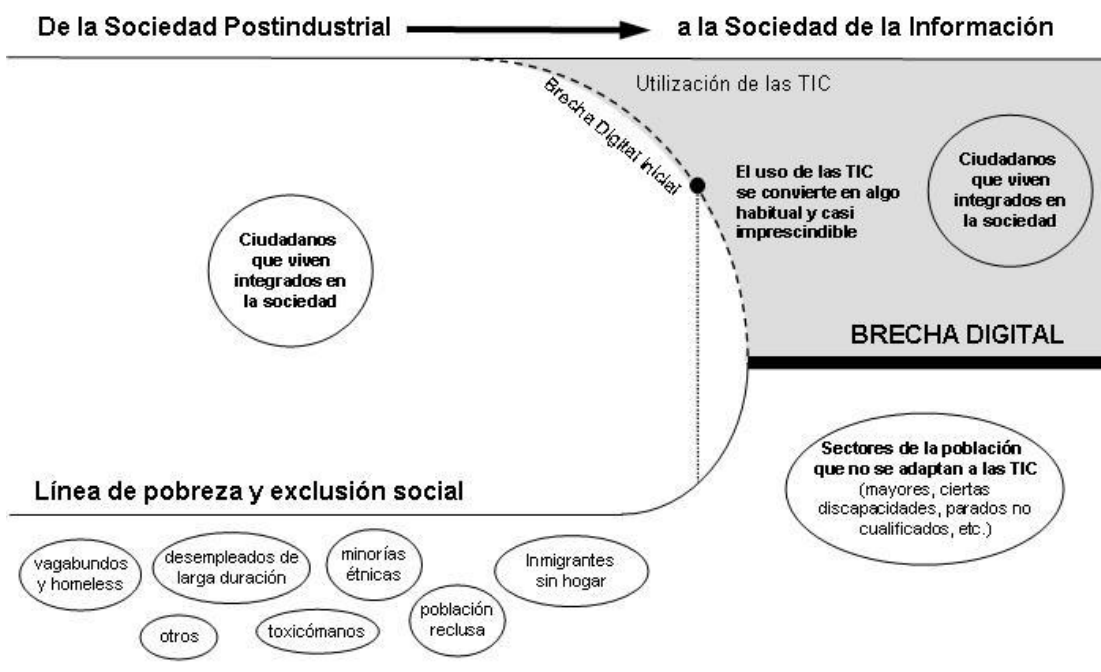 De la Sociedad Postindustrial
a la Sociedad de la Información
Utilización de las TIC
Brecha Digital Inicial
El uso de las TIC
se convierte en algo
habitual y casi
imprescindible
Ciudadanos
que viven
integrados en
la sociedad
Ciudadanos
que viven
integrados en
la sociedad
BRECHA DIGITAL
Sectores de la población
que no se adaptan a las TIC
(mayores, ciertas
discapacidades, parados no
cualificados, etc.)
Línea de pobreza y exclusión social
vagabundos
y homeless
desempleados de
larga duración
minorías
étnicas
Inmigrantes
sin hogar
otros
toxicómanos
población
reclusa